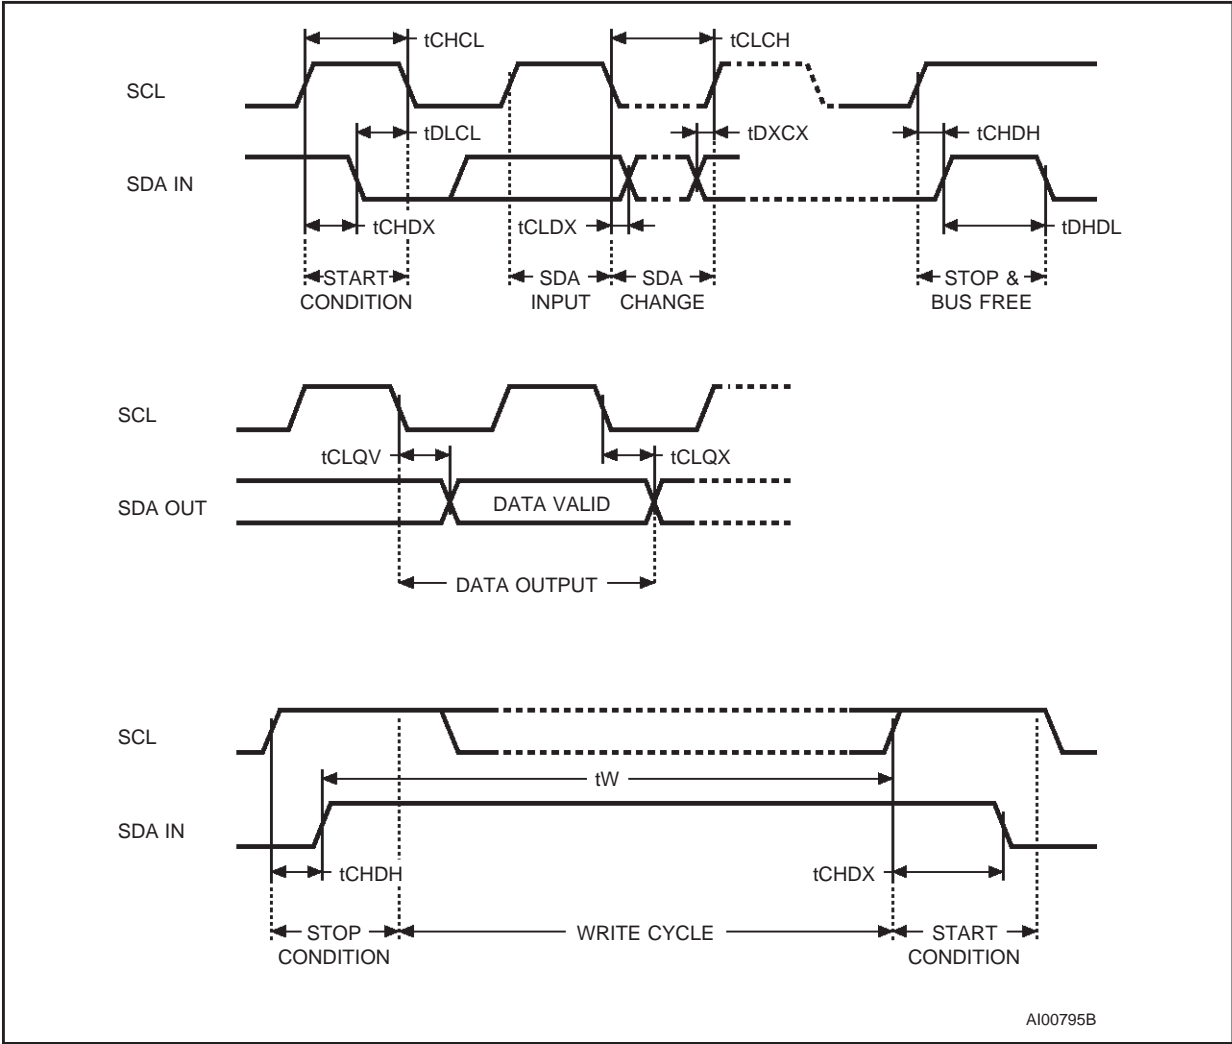 tCHCL
tCLCH
SCL
tDLCL
tDXCX
tCHDH
SDA IN
tCHDX
tCLDX
tDHDL
START
CONDITION
SDA
INPUT
SDA
CHANGE
STOP &
BUS FREE
SCL
tCLQV
tCLQX
SDA OUT
DATA VALID
DATA OUTPUT
SCL
tW
SDA IN
tCHDH
tCHDX
STOP
CONDITION
WRITE CYCLE
START
CONDITION
AI00795B